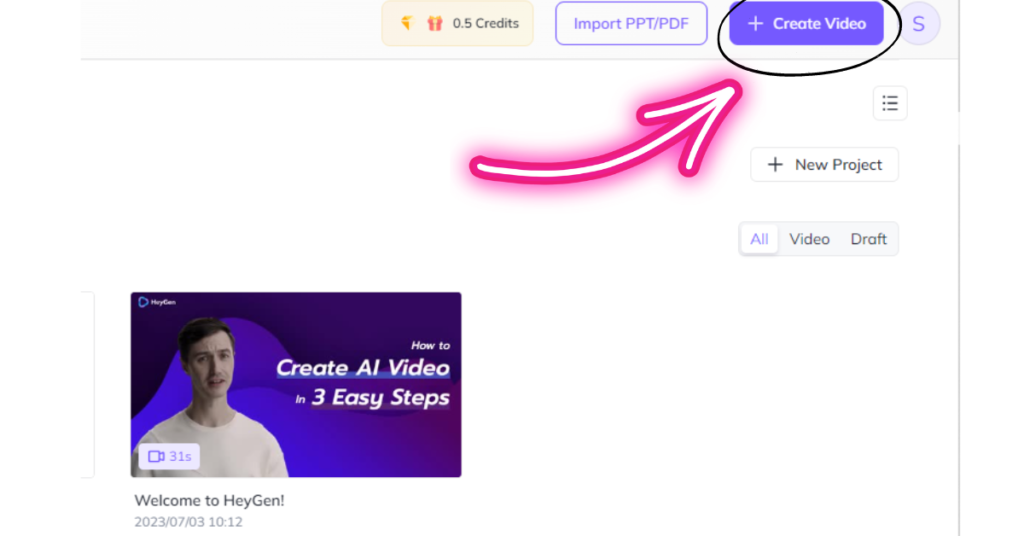 0.5 Credits
Import PPT/PDF
+ Create Video
S
+ New Project
All Video Draft
HeyGen
How to
Create AI Video
In 3 Easy Steps
31s
Welcome to HeyGen!
2023/07/03 10:12